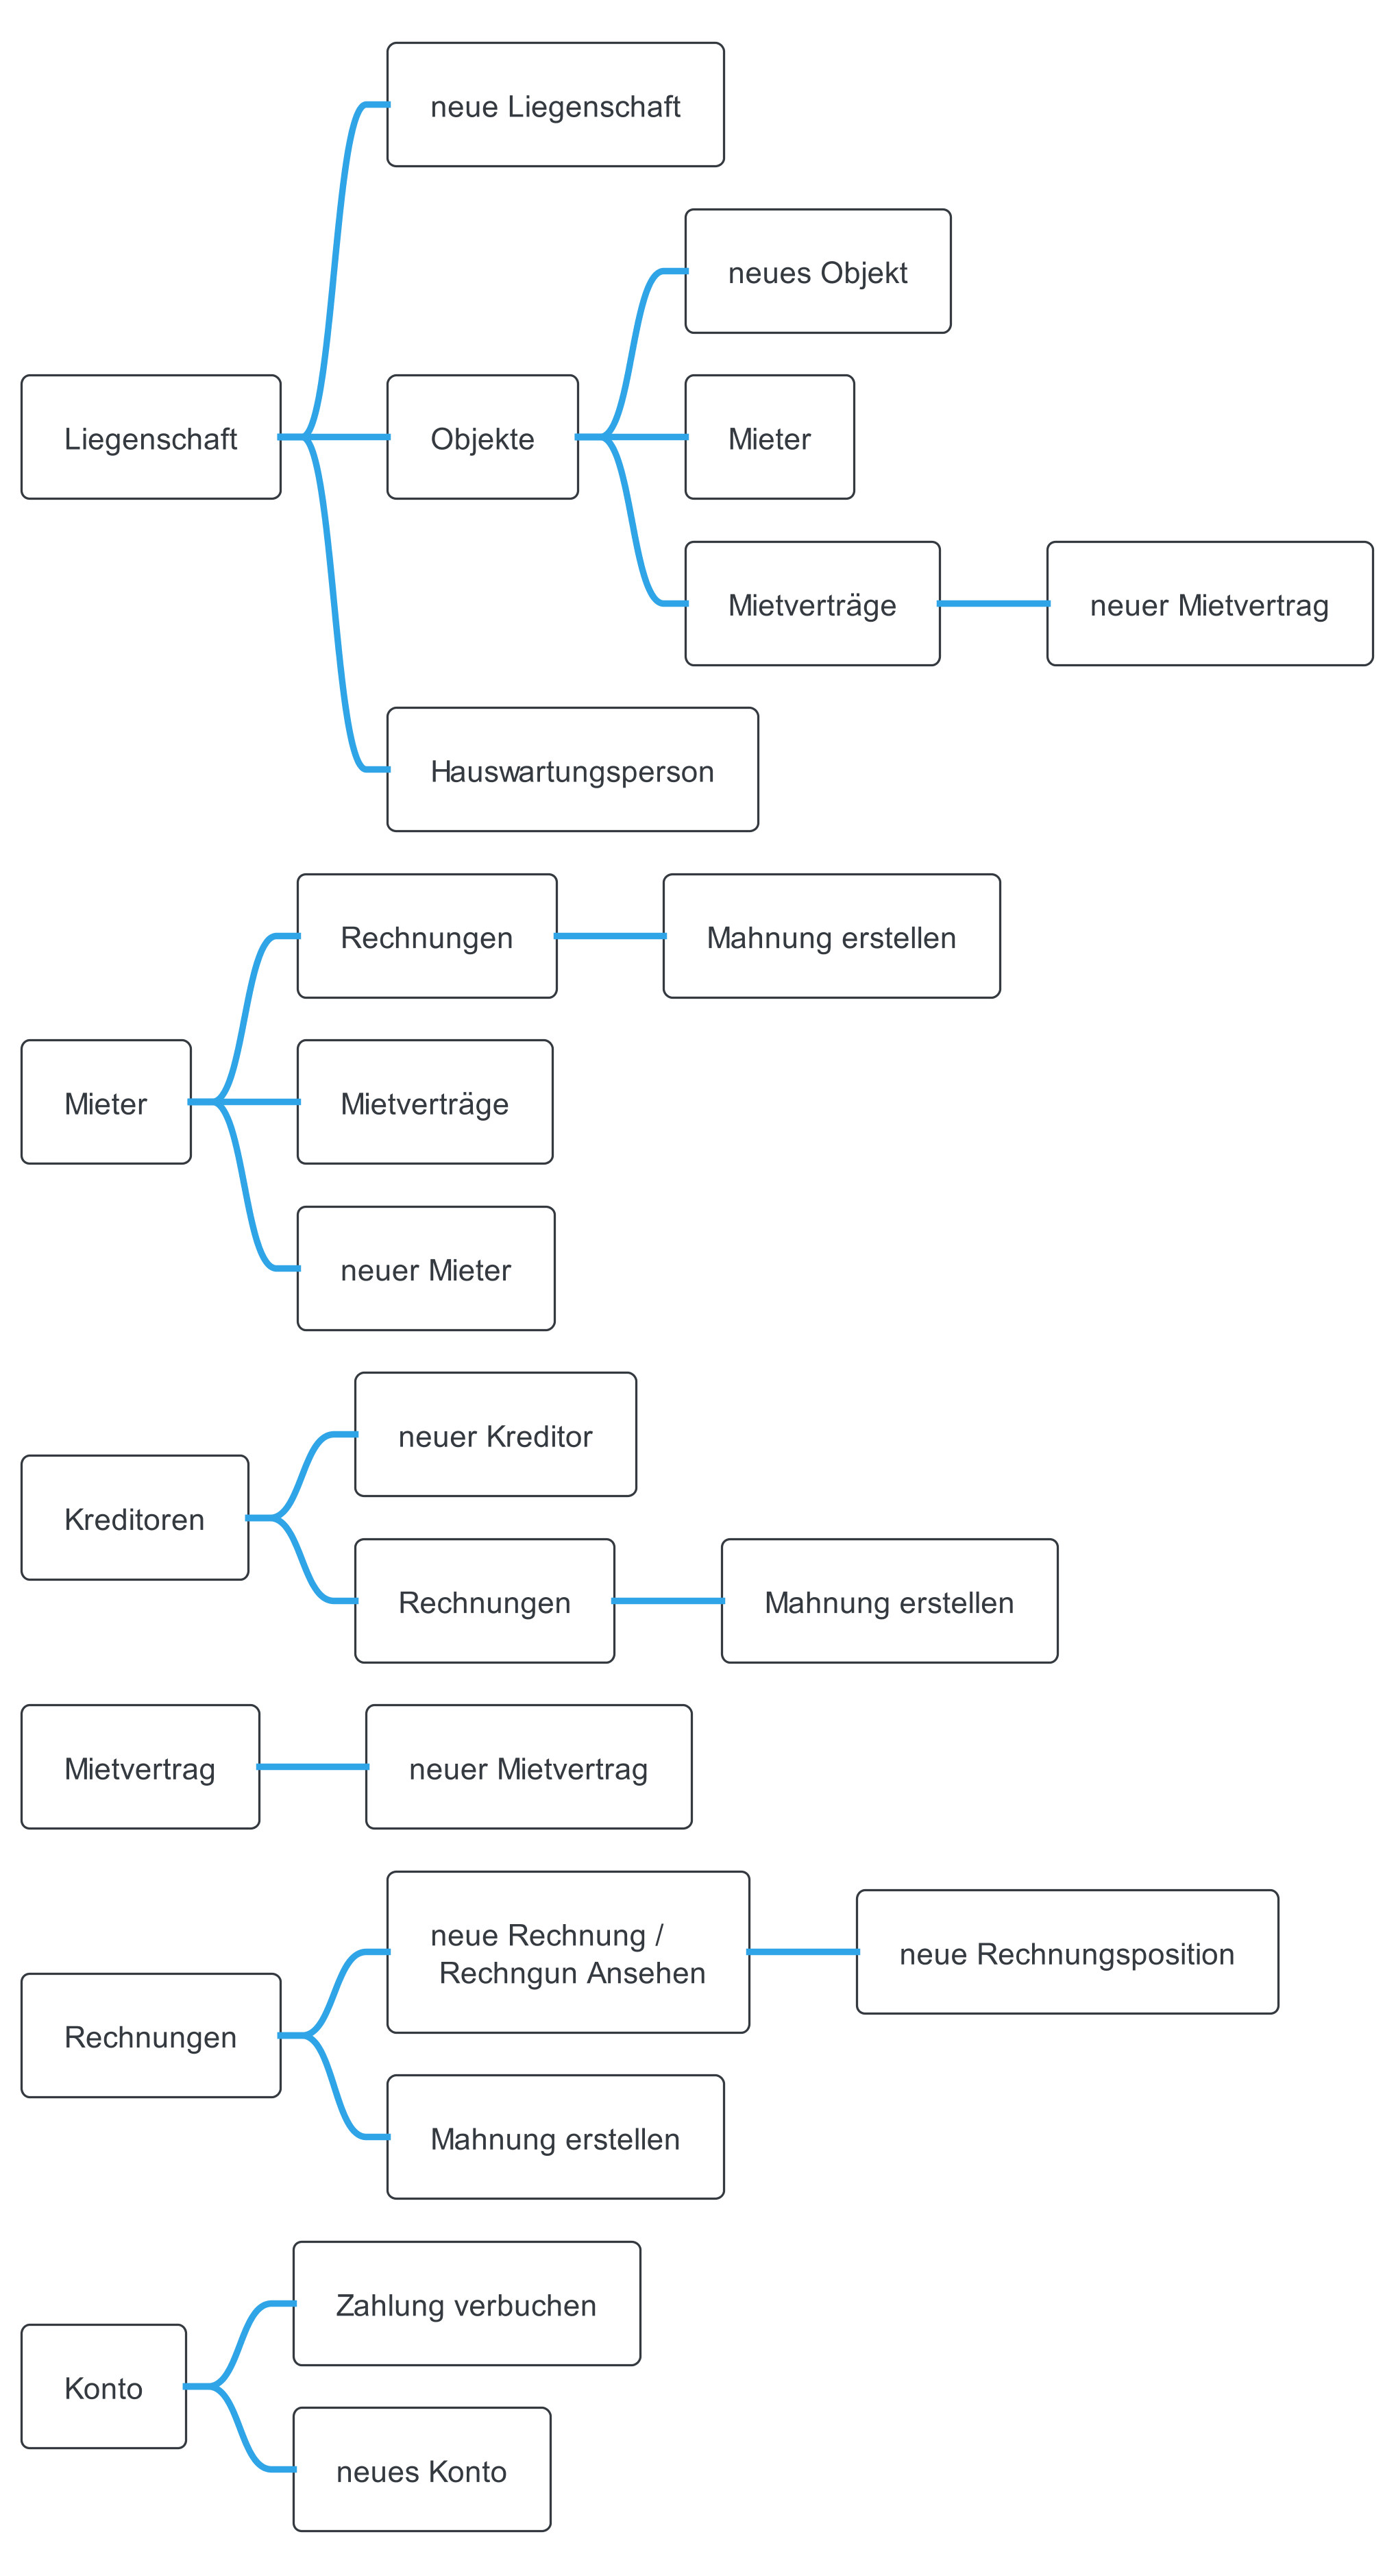 neue Liegenschaft
neues Objekt
Liegenschaft
Objekte
Mieter
Mietverträge
neuer Mietvertrag
Hauswartungsperson
Rechnungen
Mahnung erstellen
Mieter
Mietverträge
neuer Mieter
neuer Kreditor
Kreditoren
Rechnungen
Mahnung erstellen
Mietvertrag
neuer Mietvertrag
neue Rechnung /
Rechngun Ansehen
neue Rechnungsposition
Rechnungen
Mahnung erstellen
Zahlung verbuchen
Konto
neues Konto